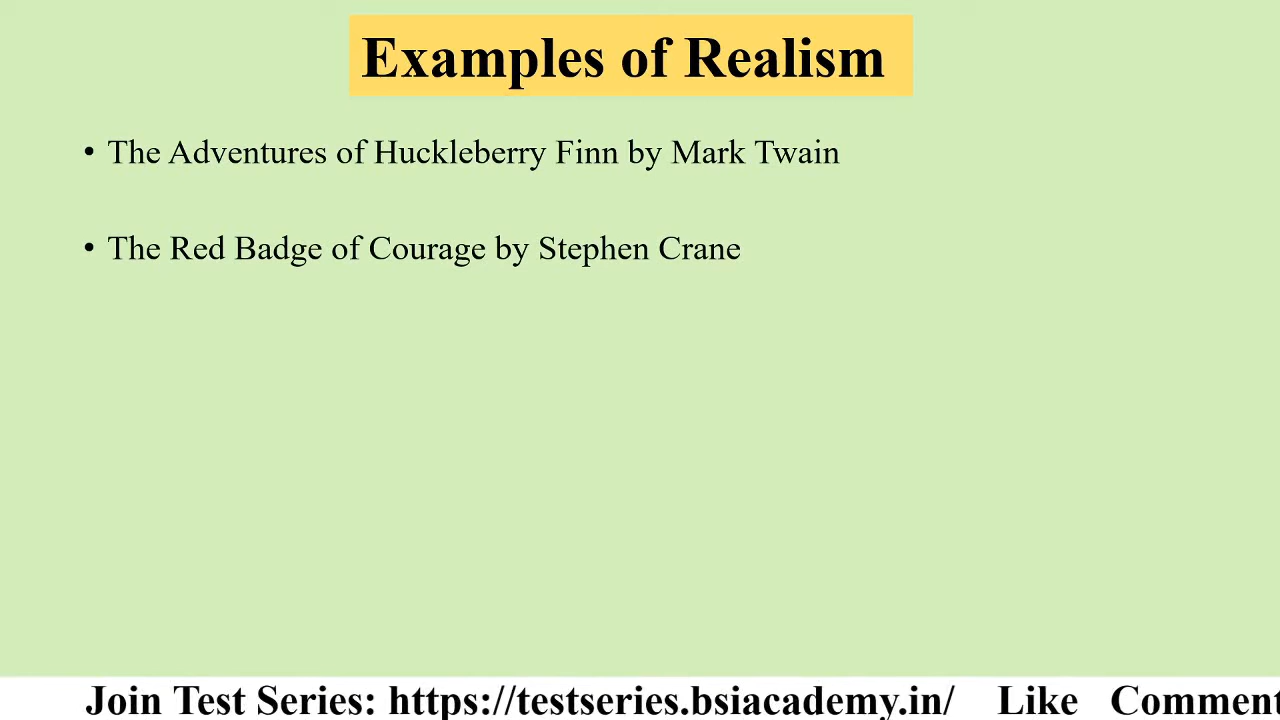 Examples of Realism
• The Adventures of Huckleberry Finn by Mark Twain
• The Red Badge of Courage by Stephen Crane
Join Test Series: https://testseries.bsiacademy.in/ Like Comment